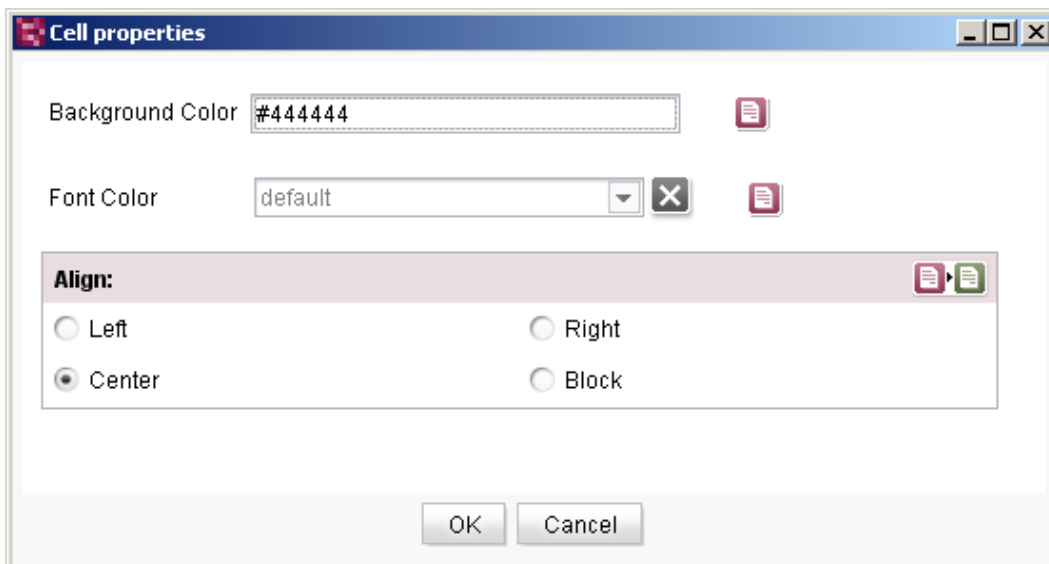 Cell properties
Background Color #444444
Font Color default
Align:
Left Right
Center Block
OK Cancel